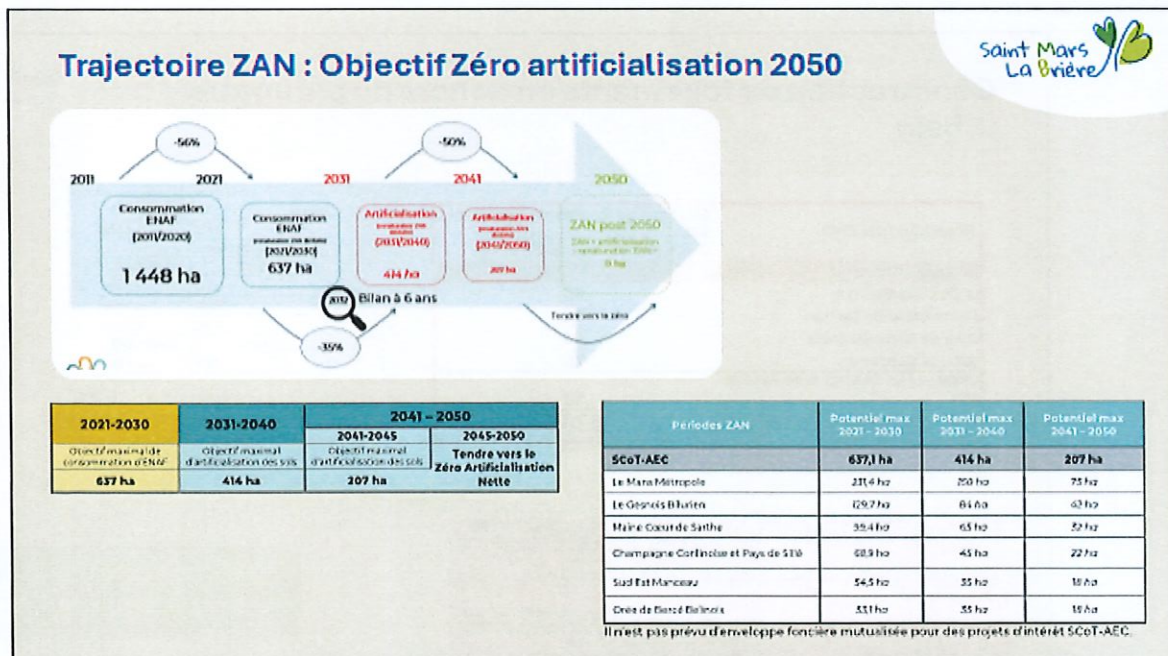 Trajectoire ZAN : Objectif Zéro artificialisation 2050
Saint Mars
La Brière
-56%
-50%
2011
2021
2031
2041
2050
Consommation
ENAF
(2011/2020)
1 448 ha
Consommation
ENAF
(2021/2030)
637 ha
Artificialisation
(2031/2040)
414 ha
Artificialisation
(2041/2050)
207 ha
ZAN post 2050
2032
Bilan à 6 ans
-35%
Tendre vers le zéro
2021-2030
2031-2040
2041 – 2050
2041-2045
2045-2050
Objectif maximal de
consommation d'ENAF
Objectif maximal
d'artificialisation des sols
Objectif maximal
d'artificialisation des sols
Tendre vers le
Zéro Artificialisation
Nette
637 ha
414 ha
207 ha
Périodes ZAN
Potentiel max
2021 – 2030
Potentiel max
2031 – 2040
Potentiel max
2041 – 2050
SCoT-AEC
637,1 ha
414 ha
207 ha
Le Mans Métropole
231,4 ha
150 ha
75 ha
Le Gesnois Bilurien
129,7 ha
84 ha
42 ha
Maine Cœur de Sarthe
99,4 ha
65 ha
32 ha
Champagne Conlinoise et Pays de Sillé
68,9 ha
45 ha
22 ha
Sud Est Manceau
54,5 ha
35 ha
18 ha
Orée de Bercé Belinois
53,1 ha
35 ha
18 ha
Il n'est pas prévu d'enveloppe foncière mutualisée pour des projets d'intérêt SCoT-AEC.